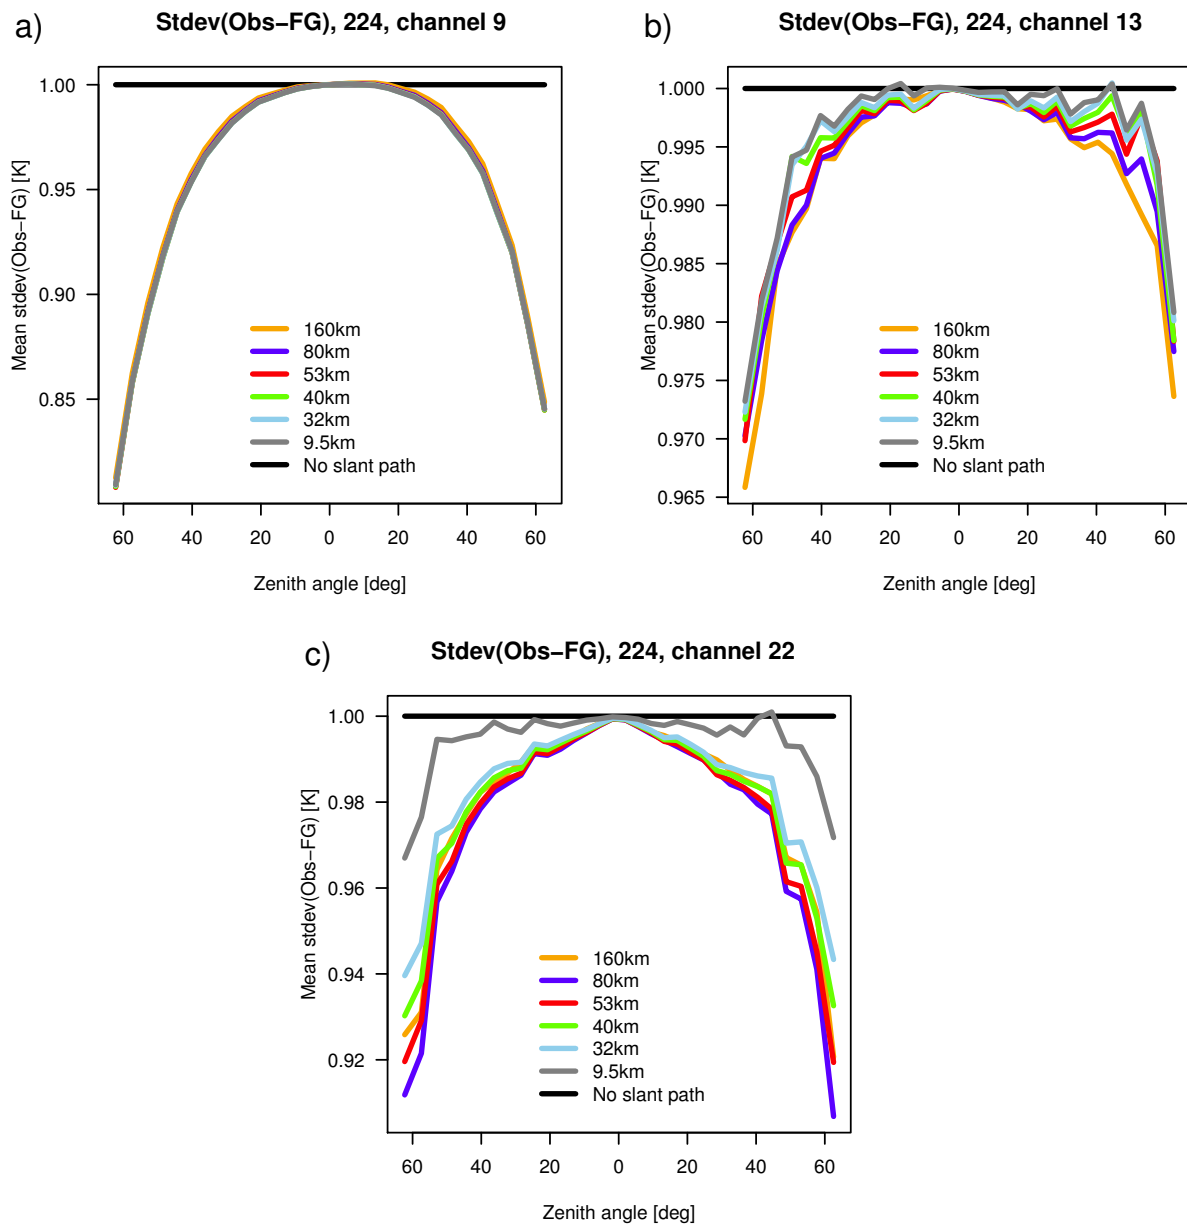 a)
Stdev(Obs−FG), 224, channel 9
Mean stdev(Obs−FG) [K]
1.00
0.95
0.90
0.85
160km
80km
53km
40km
32km
9.5km
No slant path
60 40 20 0 20 40 60
Zenith angle [deg]
b)
Stdev(Obs−FG), 224, channel 13
Mean stdev(Obs−FG) [K]
1.000
0.995
0.990
0.985
0.980
0.975
0.970
0.965
160km
80km
53km
40km
32km
9.5km
No slant path
60 40 20 0 20 40 60
Zenith angle [deg]
c)
Stdev(Obs−FG), 224, channel 22
Mean stdev(Obs−FG) [K]
1.00
0.98
0.96
0.94
0.92
160km
80km
53km
40km
32km
9.5km
No slant path
60 40 20 0 20 40 60
Zenith angle [deg]